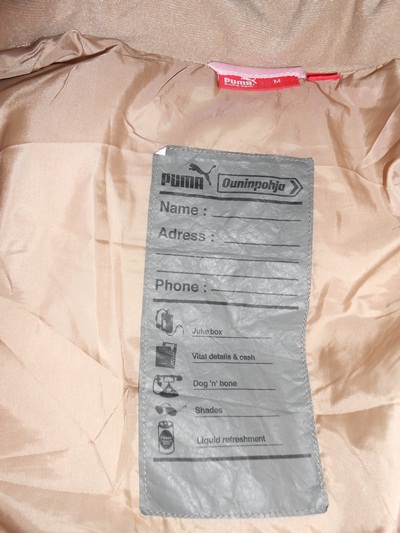 PUMA M
PUMA Ouninpohja
Name :
Adress :
Phone :
Jukebox
Vital details & cash
Dog 'n' bone
Shades
Liquid refreshment